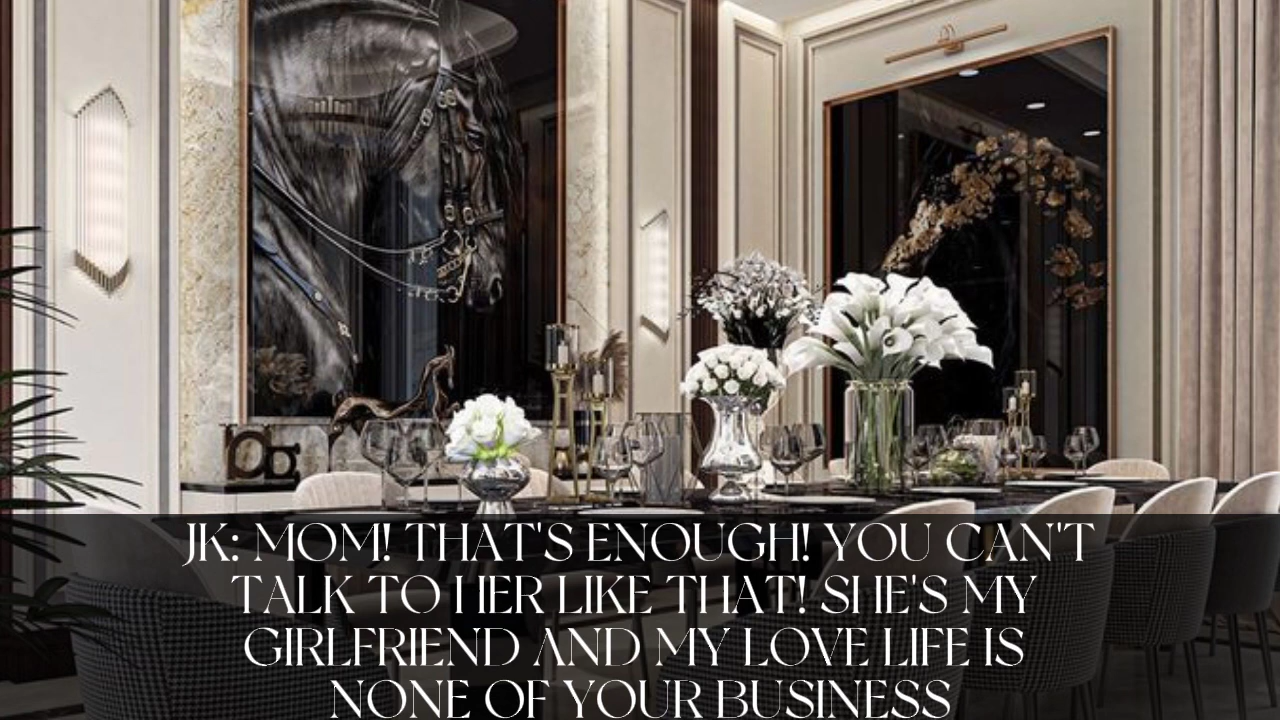 JK: MOM! THAT'S ENOUGH! YOU CAN'T
TALK TO HER LIKE THAT! SHE'S MY
GIRLFRIEND AND MY LOVE LIFE IS
NONE OF YOUR BUSINESS